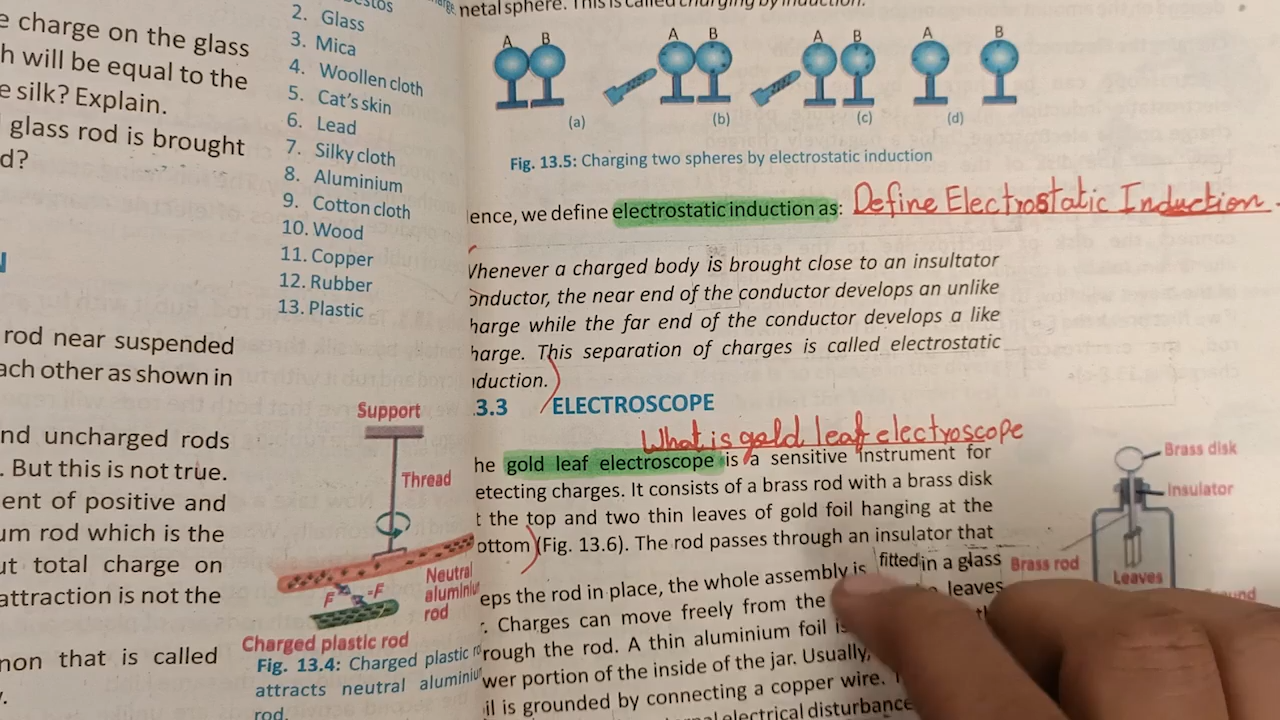 e charge on the glass
h will be equal to the
e silk? Explain.
glass rod is brought
d?
rod near suspended
ach other as shown in
nd uncharged rods
. But this is not true.
ent of positive and
um rod which is the
ut total charge on
attraction is not the
non that is called
2. Glass
3. Mica
4. Woollen cloth
5. Cat's skin
6. Lead
7. Silky cloth
8. Aluminium
9. Cotton cloth
10. Wood
11. Copper
12. Rubber
13. Plastic
Support
Thread
F
-F
Neutral
aluminiu
rod
Charged plastic rod
Fig. 13.4: Charged plastic
attracts neutral aluminiu
rod.
netal sphere. This is called charging by induction.
A B A B A B A B
(a) (b) (c) (d)
Fig. 13.5: Charging two spheres by electrostatic induction
ience, we define electrostatic induction as: Define Electrostatic Induction.
Whenever a charged body is brought close to an insultator
onductor, the near end of the conductor develops an unlike
harge while the far end of the conductor develops a like
harge. This separation of charges is called electrostatic
nduction.
3.3 ELECTROSCOPE
What is gold leaf electroscope
he gold leaf electroscope is a sensitive instrument for
etecting charges. It consists of a brass rod with a brass disk
t the top and two thin leaves of gold foil hanging at the
ottom (Fig. 13.6). The rod passes through an insulator that
eps the rod in place, the whole assembly is fitted in a glass
. Charges can move freely from the leaves
rough the rod. A thin aluminium foil is
wer portion of the inside of the jar. Usually,
il is grounded by connecting a copper wire.
electrical disturbance
Brass disk
Insulator
Brass rod
Leaves